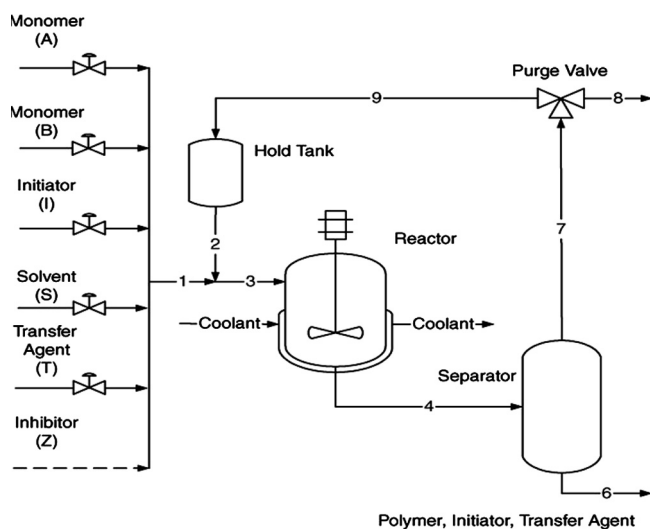 Monomer
(A)
Monomer
(B)
Initiator
(I)
Solvent
(S)
Transfer
Agent
(T)
Inhibitor
(Z)
Purge Valve
9
8
Hold Tank
2
7
Reactor
1
3
Coolant
Coolant
Separator
4
6
Polymer, Initiator, Transfer Agent